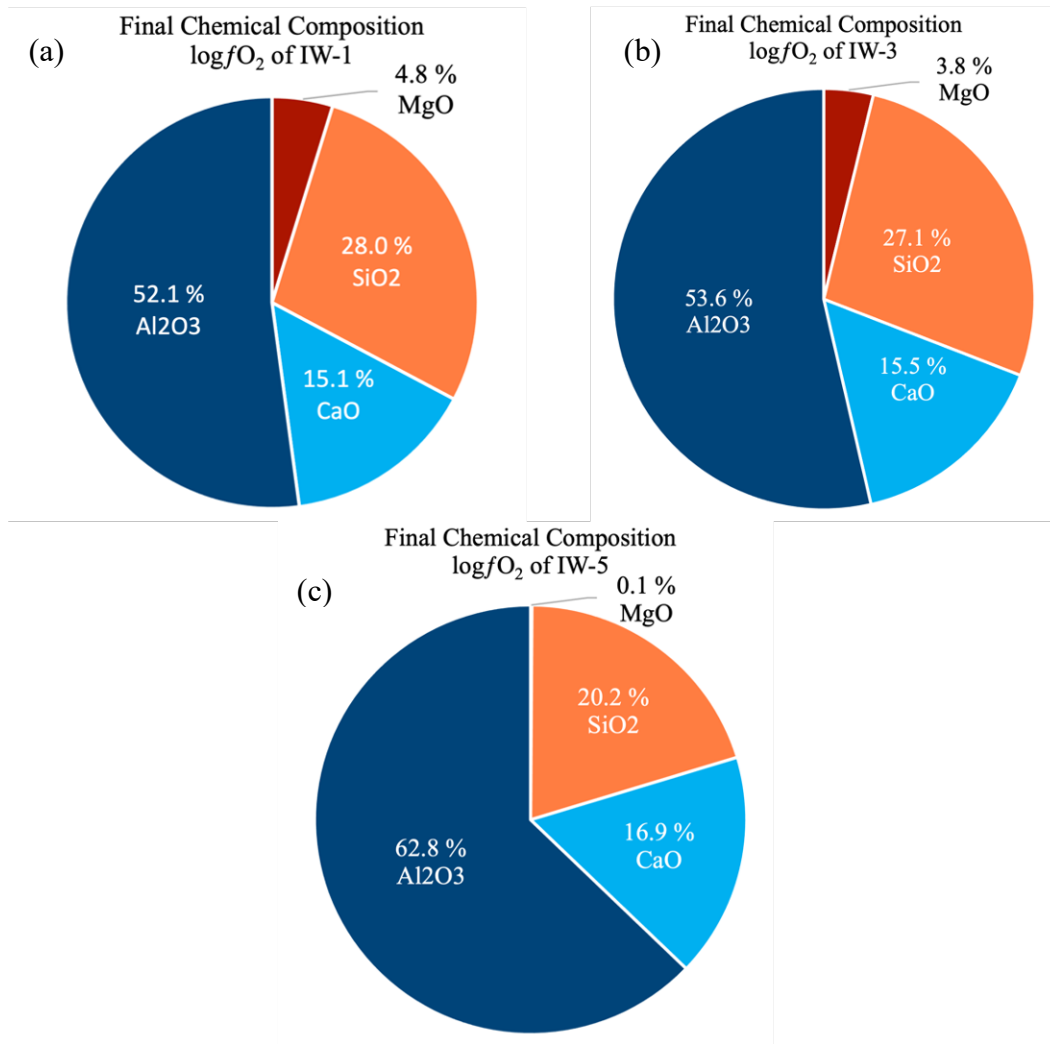 (a)
Final Chemical Composition
logfO₂ of IW-1
4.8 %
MgO
28.0 %
SiO2
52.1 %
Al2O3
15.1 %
CaO
(b)
Final Chemical Composition
logfO₂ of IW-3
3.8 %
MgO
27.1 %
SiO2
53.6 %
Al2O3
15.5 %
CaO
(c)
Final Chemical Composition
logfO₂ of IW-5
0.1 %
MgO
20.2 %
SiO2
16.9 %
CaO
62.8 %
Al2O3